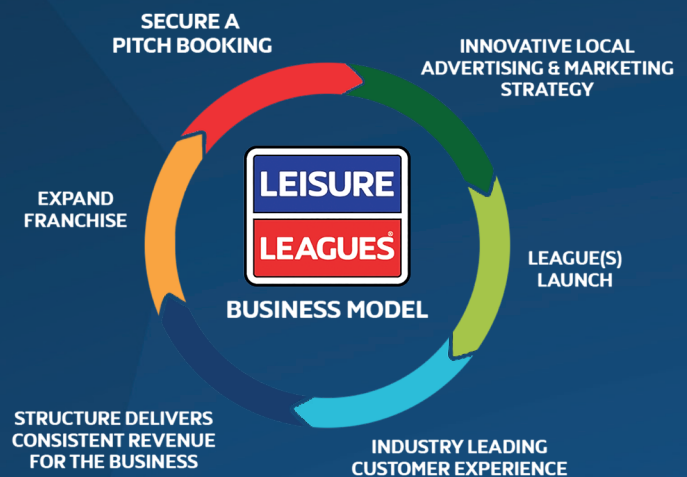 SECURE A
PITCH BOOKING
INNOVATIVE LOCAL
ADVERTISING & MARKETING
STRATEGY
EXPAND
FRANCHISE
LEISURE
LEAGUES®
BUSINESS MODEL
LEAGUE(S)
LAUNCH
STRUCTURE DELIVERS
CONSISTENT REVENUE
FOR THE BUSINESS
INDUSTRY LEADING
CUSTOMER EXPERIENCE